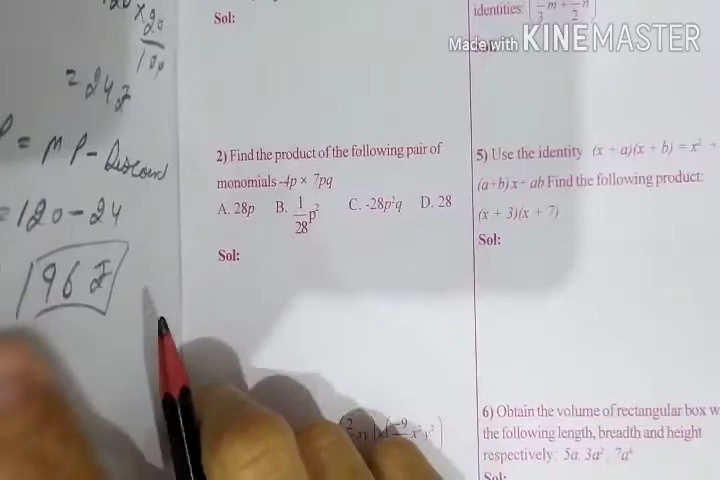 ×20
100
= 24 ₹
P = MP - Discount
= 120 - 24
96 ₹
Sol:
2) Find the product of the following pair of
monomials -4p × 7pq
A. 28p B. 1/28 p² C. -28p²q D. 28
Sol:
identities
Made with KINEMASTER
5) Use the identity (x + a)(x + b) = x² +
(a+b) x + ab Find the following product:
(x + 3)(x + 7)
Sol:
6) Obtain the volume of rectangular box w
the following length, breadth and height
respectively: 5a, 3a², 7a⁴
Sol: